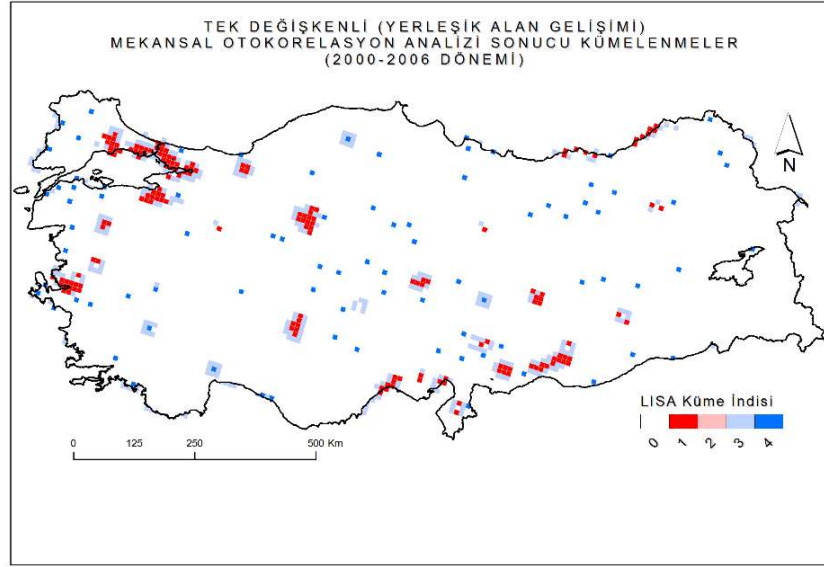 TEK DEĞİŞKENLİ (YERLEŞİK ALAN GELİŞİMİ)
MEKANSAL OTOKORELASYON ANALİZİ SONUCU KÜMELENMELER
(2000-2006 DÖNEMİ)
N
LISA Küme İndisi
0 1 2 3 4
0 125 250 500 Km